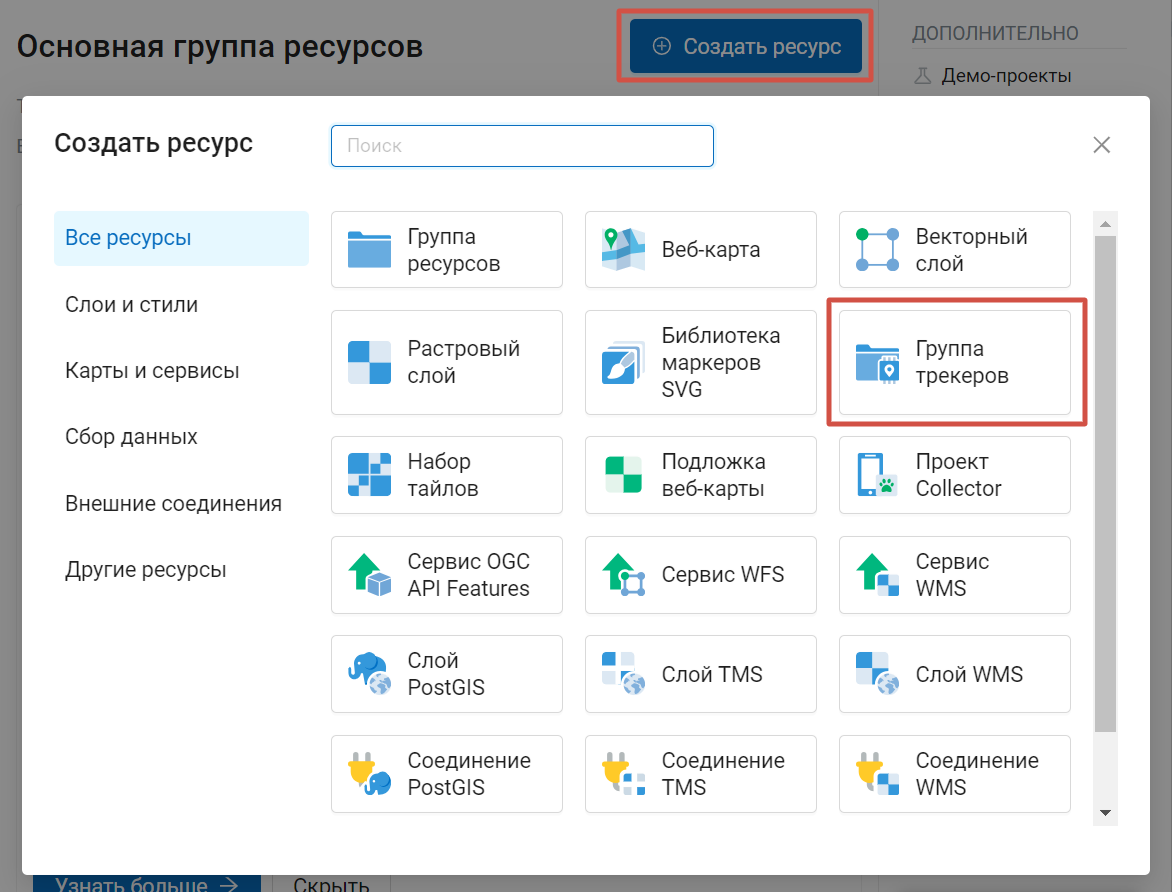 Основная группа ресурсов
Создать ресурс
ДОПОЛНИТЕЛЬНО
Демо-проекты
Создать ресурс
Поиск
Все ресурсы
Слои и стили
Карты и сервисы
Сбор данных
Внешние соединения
Другие ресурсы
Группа
ресурсов
Веб-карта
Векторный
слой
Растровый
слой
Библиотека
маркеров
SVG
Группа
трекеров
Набор
тайлов
Подложка
веб-карты
Проект
Collector
Сервис OGC
API Features
Сервис WFS
Сервис
WMS
Слой
PostGIS
Слой TMS
Слой WMS
Соединение
PostGIS
Соединение
TMS
Соединение
WMS
Узнать больше
Скрыть